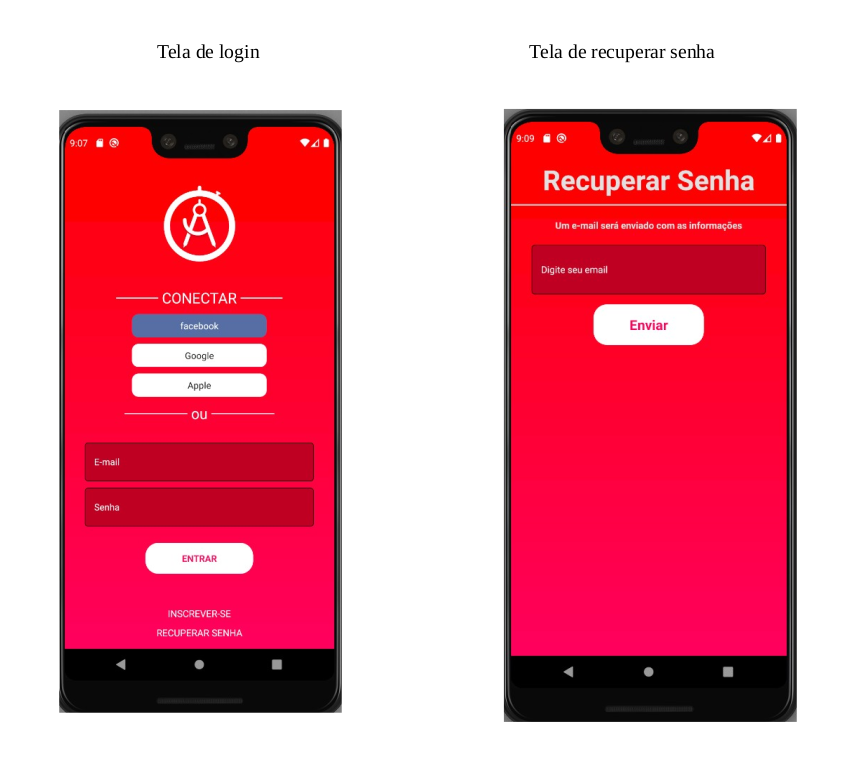 Tela de login
Tela de recuperar senha
9:07
CONECTAR
facebook
Google
Apple
ou
E-mail
Senha
ENTRAR
INSCREVER-SE
RECUPERAR SENHA
9:09
Recuperar Senha
Um e-mail será enviado com as informações
Digite seu email
Enviar